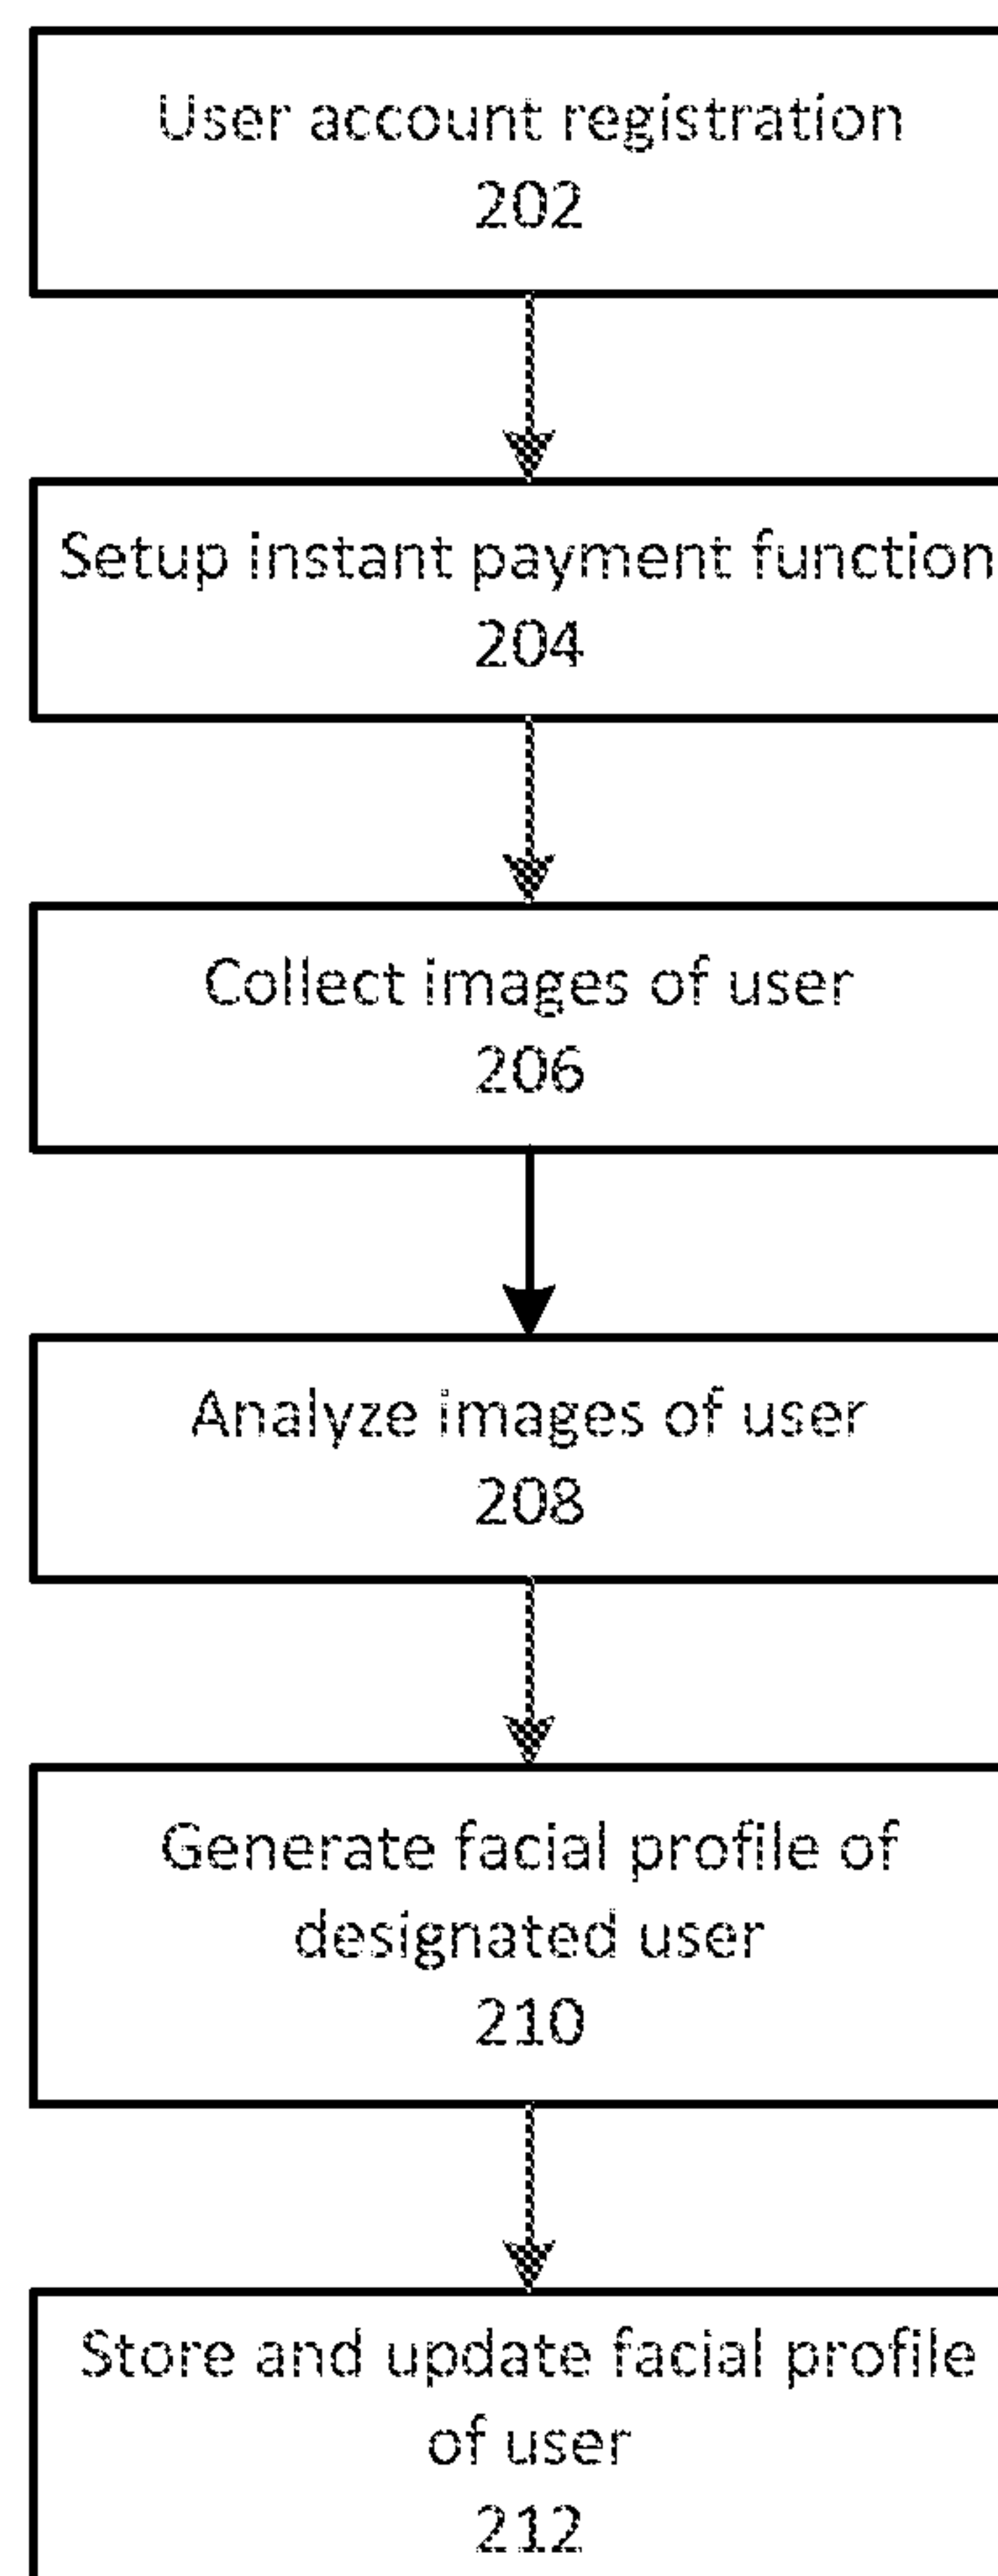 User account registration
202
Setup instant payment function
204
Collect images of user
206
Analyze images of user
208
Generate facial profile of
designated user
210
Store and update facial profile
of user
212